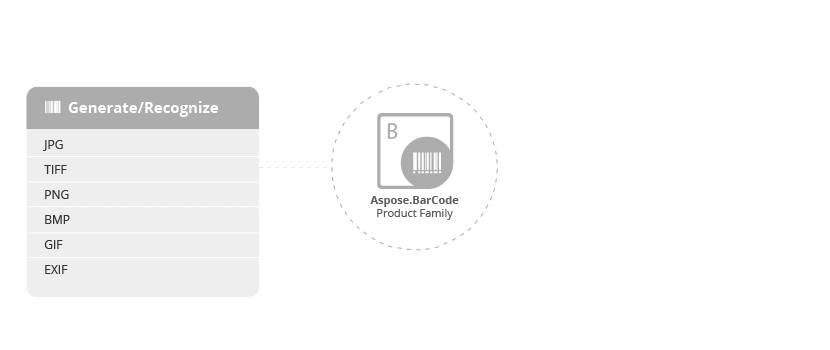 Generate/Recognize
JPG
TIFF
PNG
BMP
GIF
EXIF
B
Aspose.BarCode
Product Family